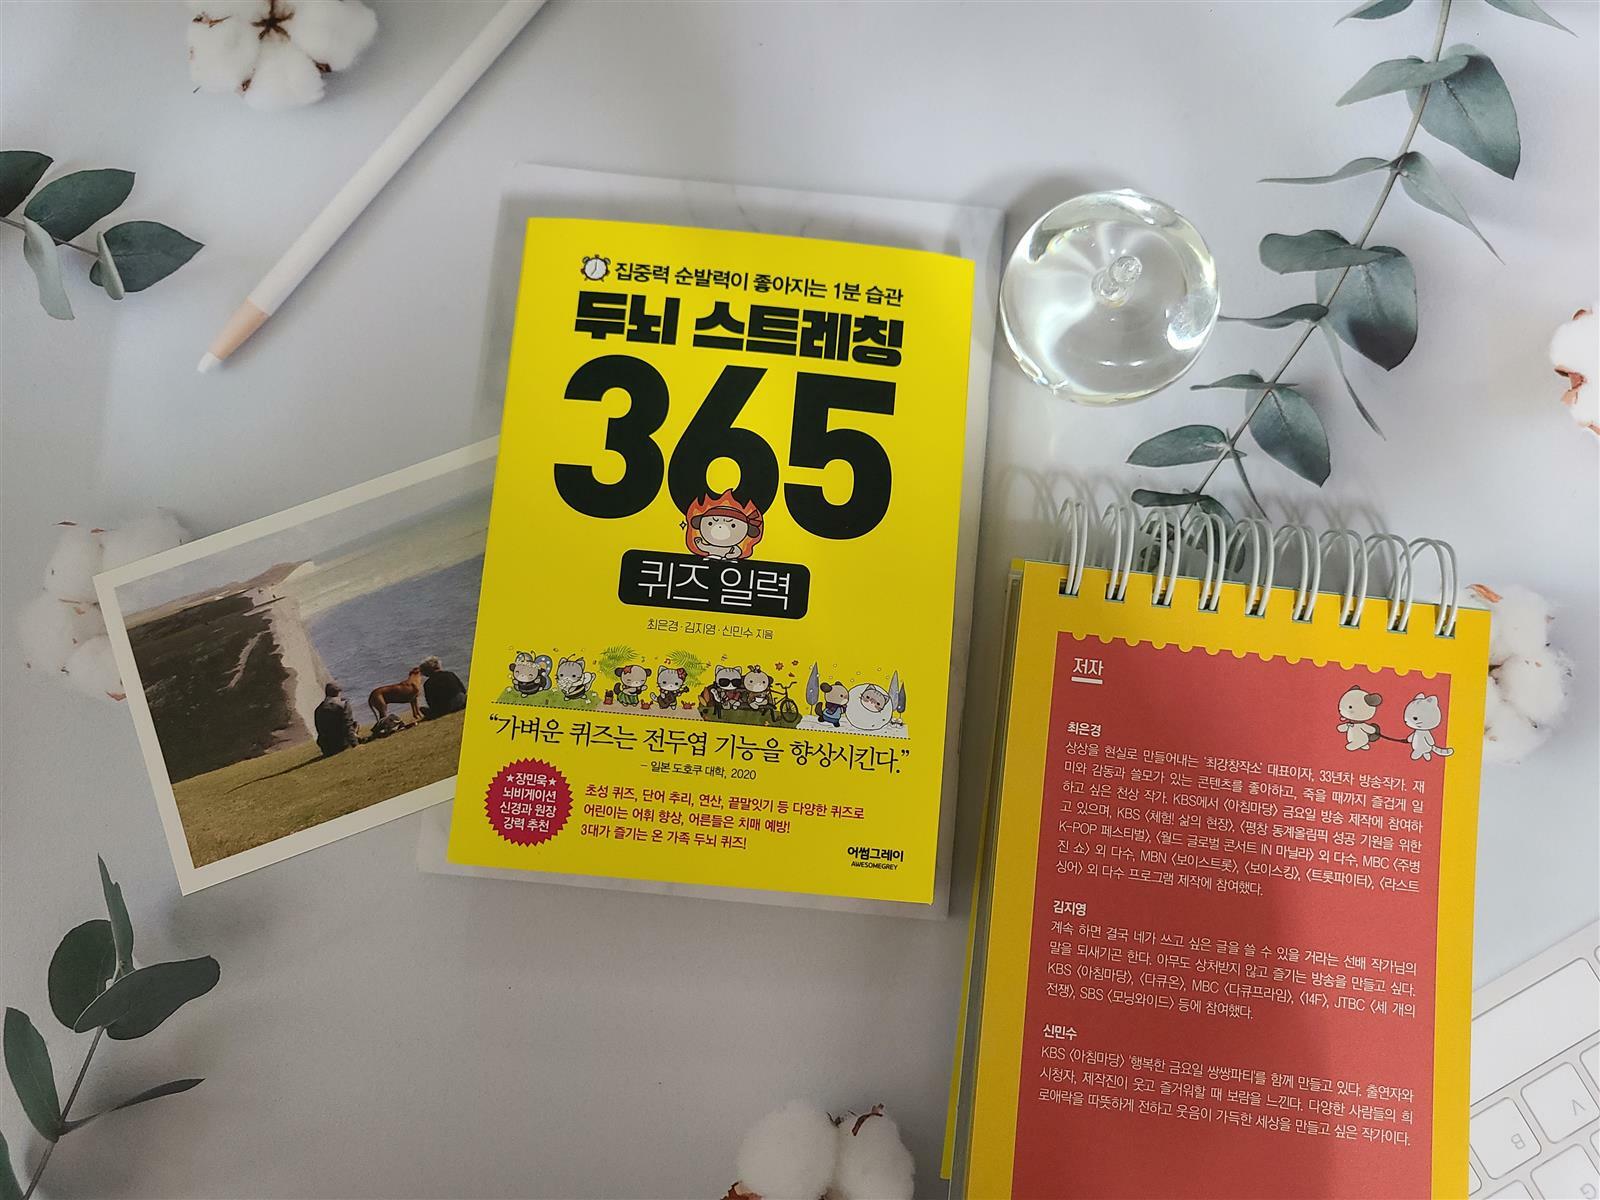 집중력 순발력이 좋아지는 1분 습관
두뇌 스트레칭
365
퀴즈 일력
최은경·김지영·신민수 지음
“가벼운 퀴즈는 전두엽 기능을 향상시킨다.”
– 일본 도호쿠 대학, 2020
★장민욱★
뇌비게이션
신경과 원장
강력 추천
초성 퀴즈, 단어 추리, 연산, 끝말잇기 등 다양한 퀴즈로
어린이는 어휘 향상, 어른들은 치매 예방!
3대가 즐기는 온 가족 두뇌 퀴즈!
어썸그레이
AWESOMEGREY
저자
최은경
상상을 현실로 만들어내는 '최강창작소' 대표이자, 33년차 방송작가. 재
미와 감동과 쓸모가 있는 콘텐츠를 좋아하고, 죽을 때까지 즐겁게 일
하고 싶은 천상 작가. KBS에서 〈아침마당〉 금요일 방송 제작에 참여하
고 있으며, KBS 〈체험! 삶의 현장〉, 〈평창 동계올림픽 성공 기원을 위한
K-POP 페스티벌〉, 〈월드 글로벌 콘서트 IN 마닐라〉 외 다수, MBC 〈주병
진 쇼〉 외 다수, MBN 〈보이스트롯〉, 〈보이스킹〉, 〈트롯파이터〉, 〈라스트
싱어〉 외 다수 프로그램 제작에 참여했다.
김지영
계속 하면 결국 네가 쓰고 싶은 글을 쓸 수 있을 거라는 선배 작가님의
말을 되새기곤 한다. 아무도 상처받지 않고 즐기는 방송을 만들고 싶다.
KBS 〈아침마당〉, 〈다큐온〉, MBC 〈다큐프라임〉, 〈14F〉, JTBC 〈세 개의
전쟁〉, SBS 〈모닝와이드〉 등에 참여했다.
신민수
KBS 〈아침마당〉 '행복한 금요일 쌍쌍파티'를 함께 만들고 있다. 출연자와
시청자, 제작진이 웃고 즐거워할 때 보람을 느낀다. 다양한 사람들의 희
로애락을 따뜻하게 전하고 웃음이 가득한 세상을 만들고 싶은 작가이다.
V
B
G